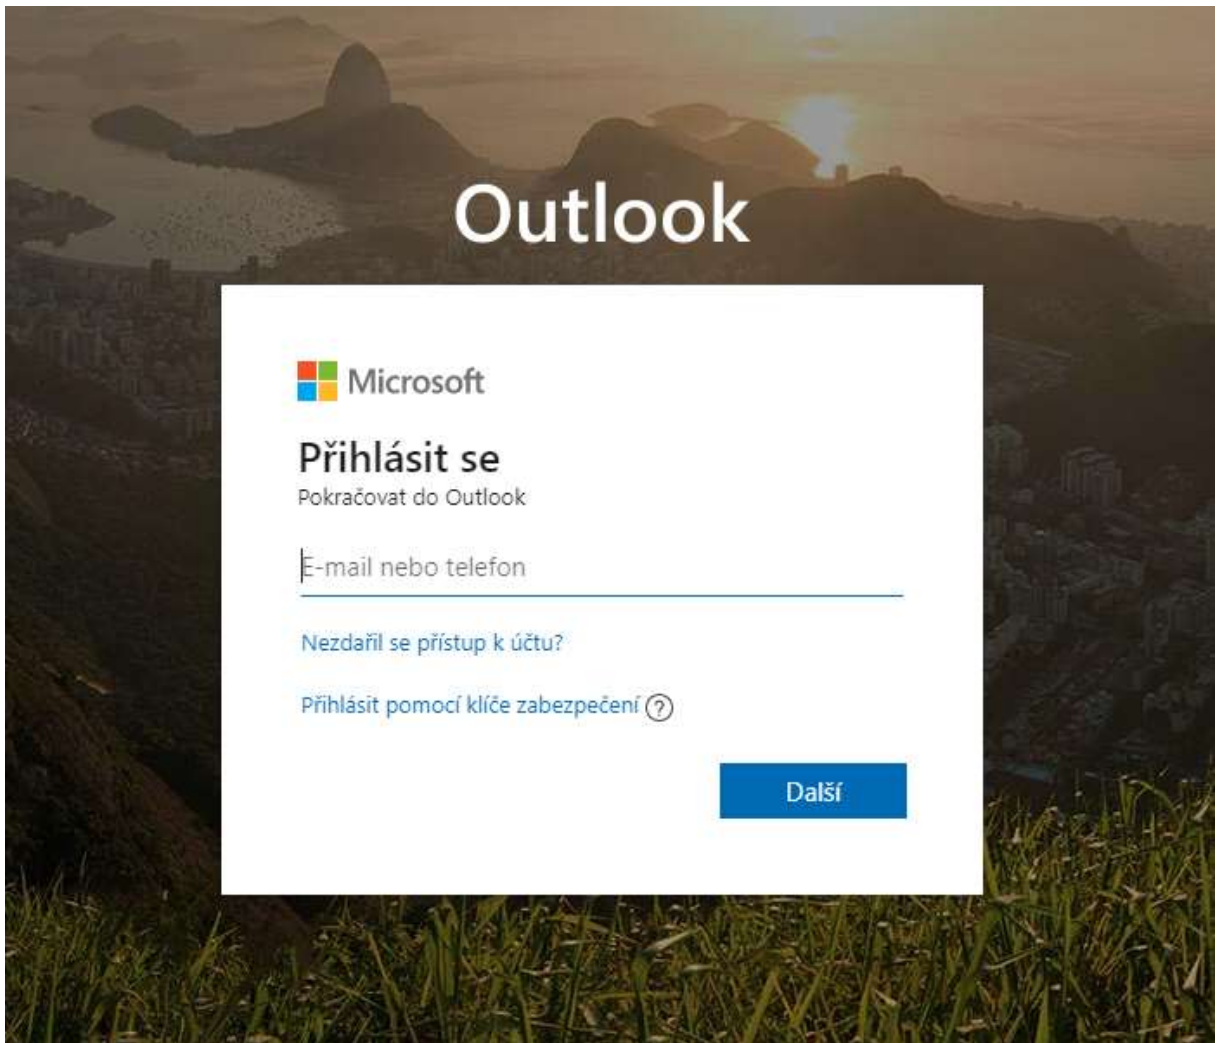 Outlook
Microsoft
Přihlásit se
Pokračovat do Outlook
E-mail nebo telefon
Nezdařil se přístup k účtu?
Přihlásit pomocí klíče zabezpečení ?
Další